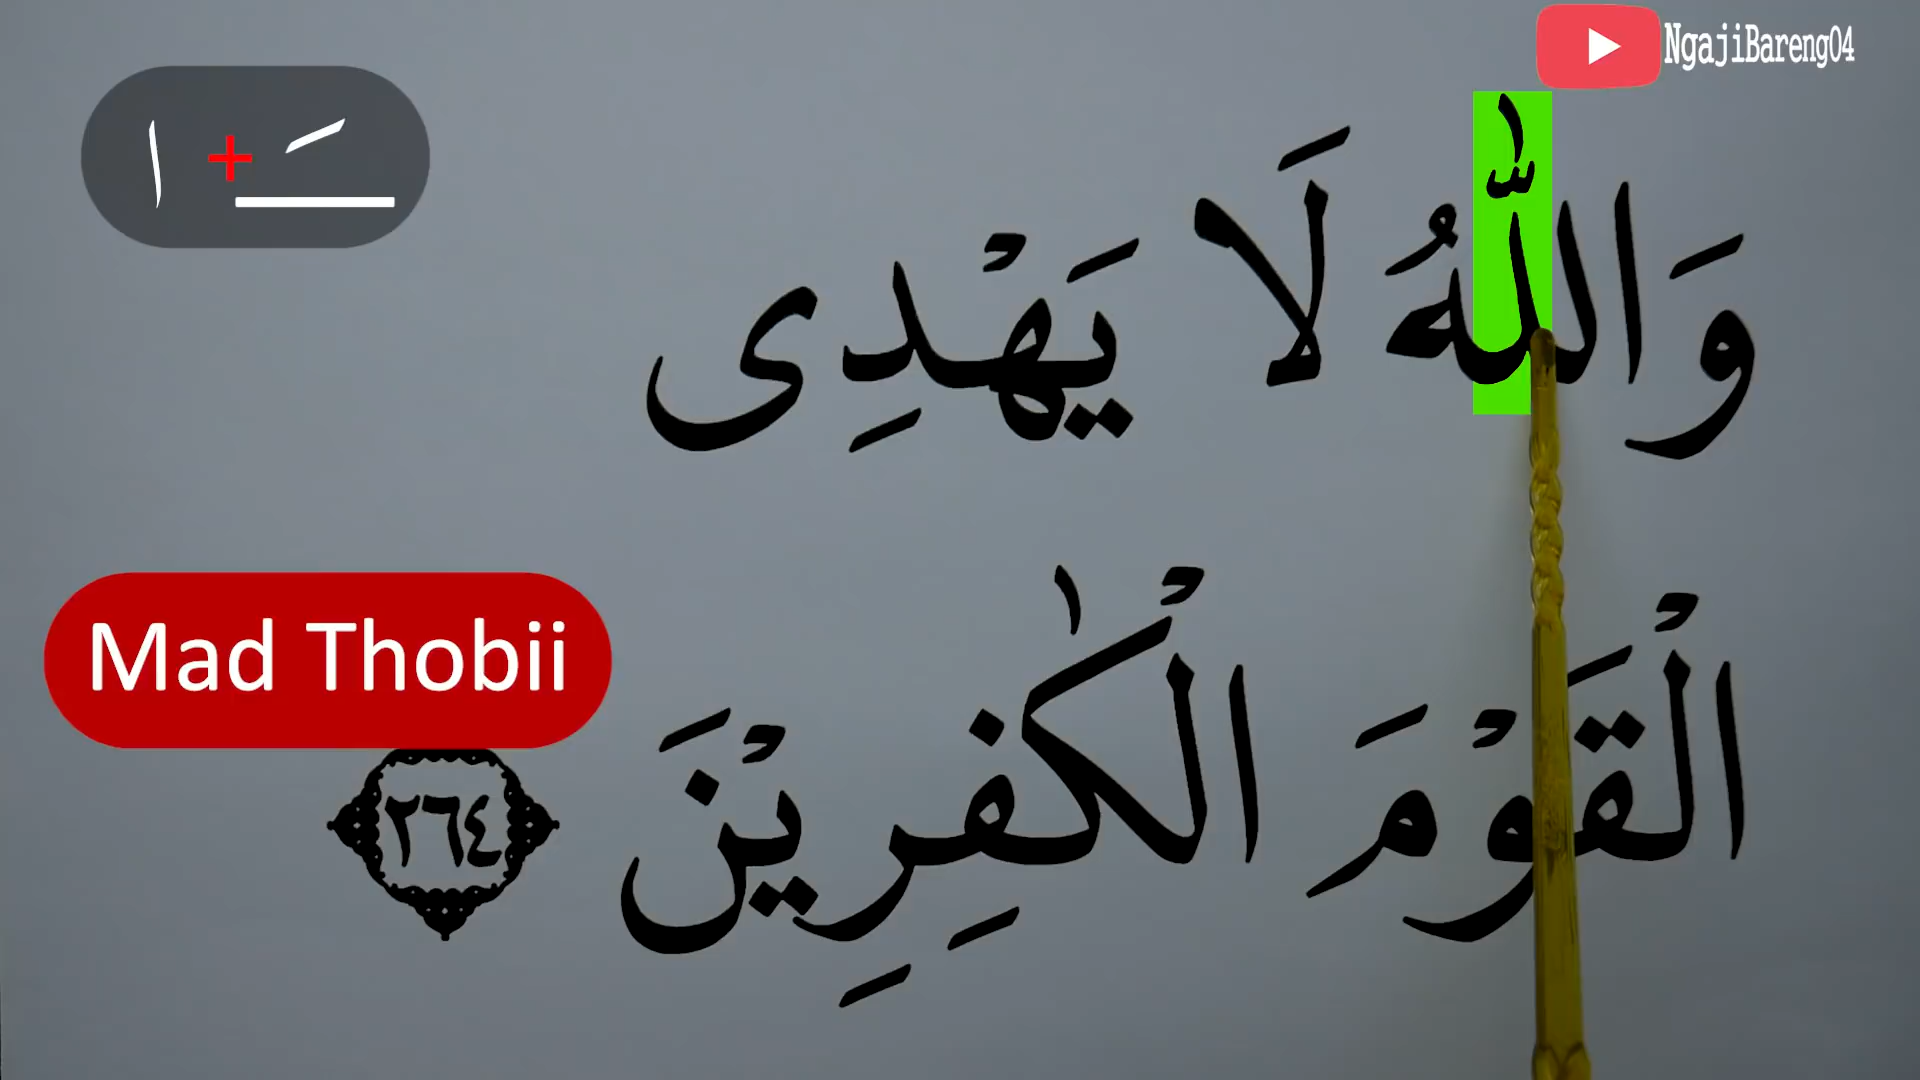 NgajiBareng04
َ + ا
وَاللّٰهُ لَا يَهْدِى
Mad Thobii
الْقَوْمَ الْكٰفِرِيْنَ ٢٦٤